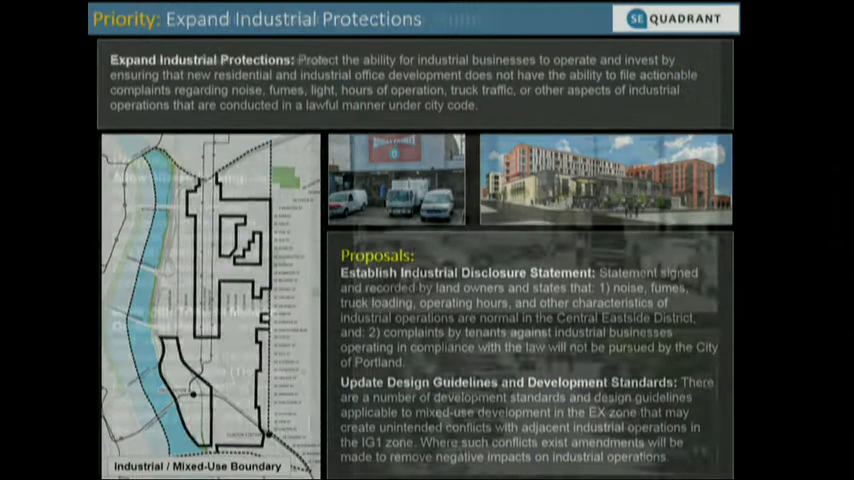 Priority: Expand Industrial Protections
SE QUADRANT
Expand Industrial Protections: Protect the ability for industrial businesses to operate and invest by
ensuring that new residential and industrial office development does not have the ability to file actionable
complaints regarding noise, fumes, light, hours of operation, truck traffic, or other aspects of industrial
operations that are conducted in a lawful manner under city code.
Proposals:
Establish Industrial Disclosure Statement: Statement signed
and recorded by land owners and states that: 1) noise, fumes,
truck loading, operating hours, and other characteristics of
industrial operations are normal in the Central Eastside District,
and: 2) complaints by tenants against industrial businesses
operating in compliance with the law will not be pursued by the City
of Portland.
Update Design Guidelines and Development Standards: There
are a number of development standards and design guidelines
applicable to mixed-use development in the EX zone that may
create unintended conflicts with adjacent industrial operations in
the IG1 zone. Where such conflicts exist amendments will be
made to remove negative impacts on industrial operations.
Industrial / Mixed-Use Boundary